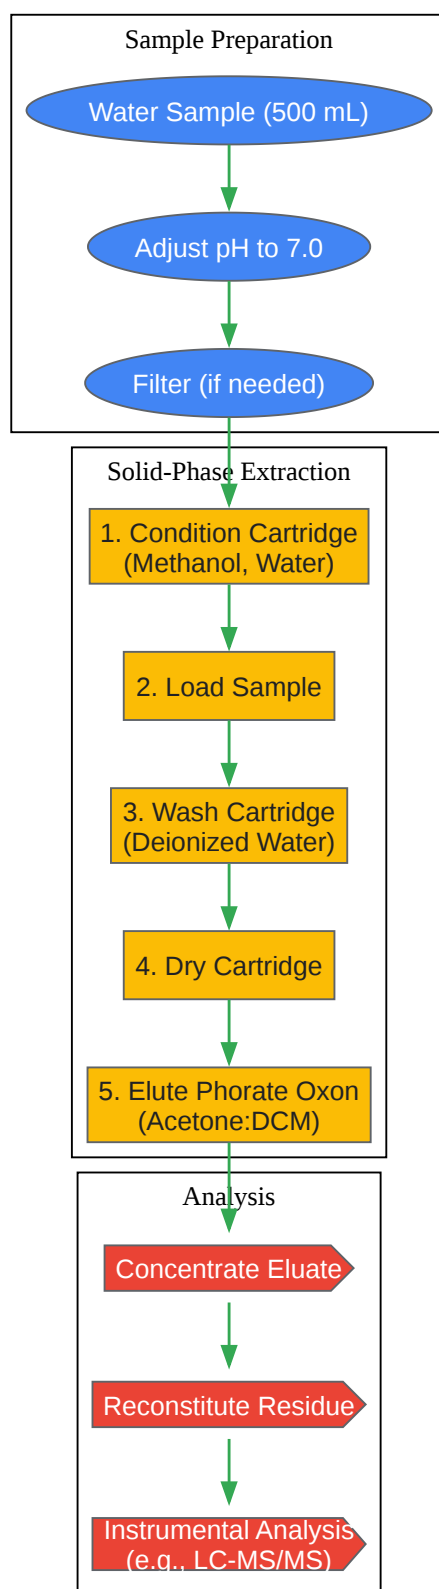 Sample Preparation
Water Sample (500 mL)
Adjust pH to 7.0
Filter (if needed)
Solid-Phase Extraction
1. Condition Cartridge
(Methanol, Water)
2. Load Sample
3. Wash Cartridge
(Deionized Water)
4. Dry Cartridge
5. Elute Phorate Oxon
(Acetone:DCM)
Analysis
Concentrate Eluate
Reconstitute Residue
Instrumental Analysis
(e.g., LC-MS/MS)